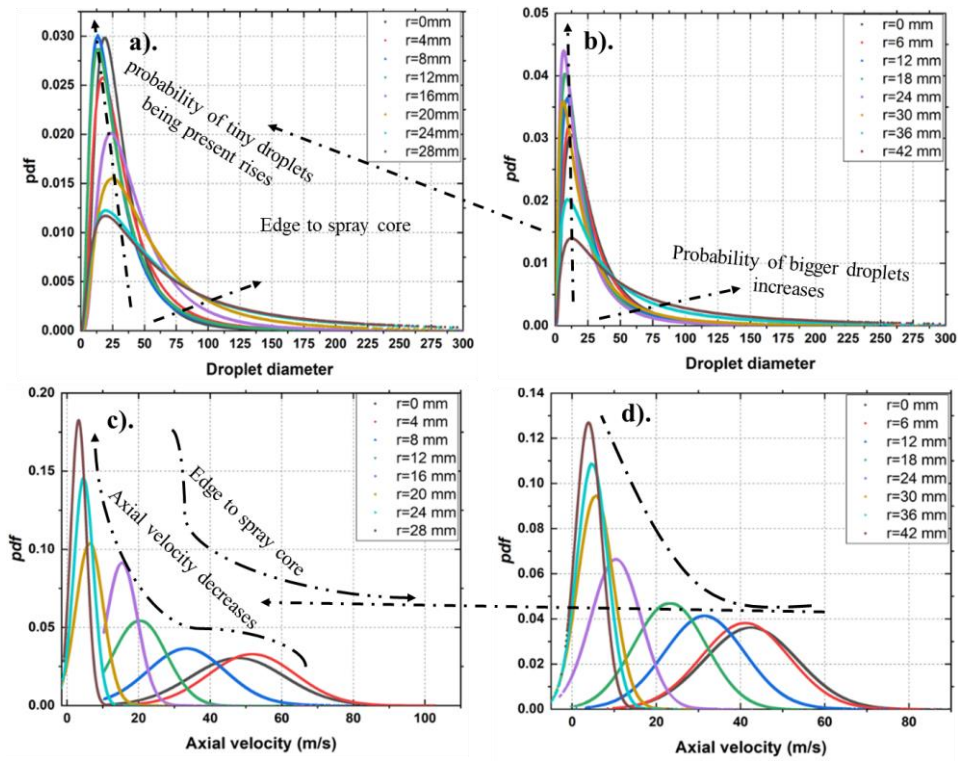 a).
r=0mm
r=4mm
r=8mm
r=12mm
r=16mm
r=20mm
r=24mm
r=28mm
probability of tiny droplets
being present rises
Edge to spray core
pdf
0.030
0.025
0.020
0.015
0.010
0.005
0.000
0 25 50 75 100 125 150 175 200 225 250 275 300
Droplet diameter
b).
r=0 mm
r=6 mm
r=12 mm
r=18 mm
r=24 mm
r=30 mm
r=36 mm
r=42 mm
Probability of bigger droplets
increases
pdf
0.05
0.04
0.03
0.02
0.01
0.00
0 25 50 75 100 125 150 175 200 225 250 275 300
Droplet diameter
c).
r=0 mm
r=4 mm
r=8 mm
r=12 mm
r=16 mm
r=20 mm
r=24 mm
r=28 mm
Edge to spray core
Axial velocity decreases
pdf
0.20
0.15
0.10
0.05
0.00
0 20 40 60 80 100
Axial velocity (m/s)
d).
r=0 mm
r=6 mm
r=12 mm
r=18 mm
r=24 mm
r=30 mm
r=36 mm
r=42 mm
pdf
0.14
0.12
0.10
0.08
0.06
0.04
0.02
0.00
0 20 40 60 80
Axial velocity (m/s)